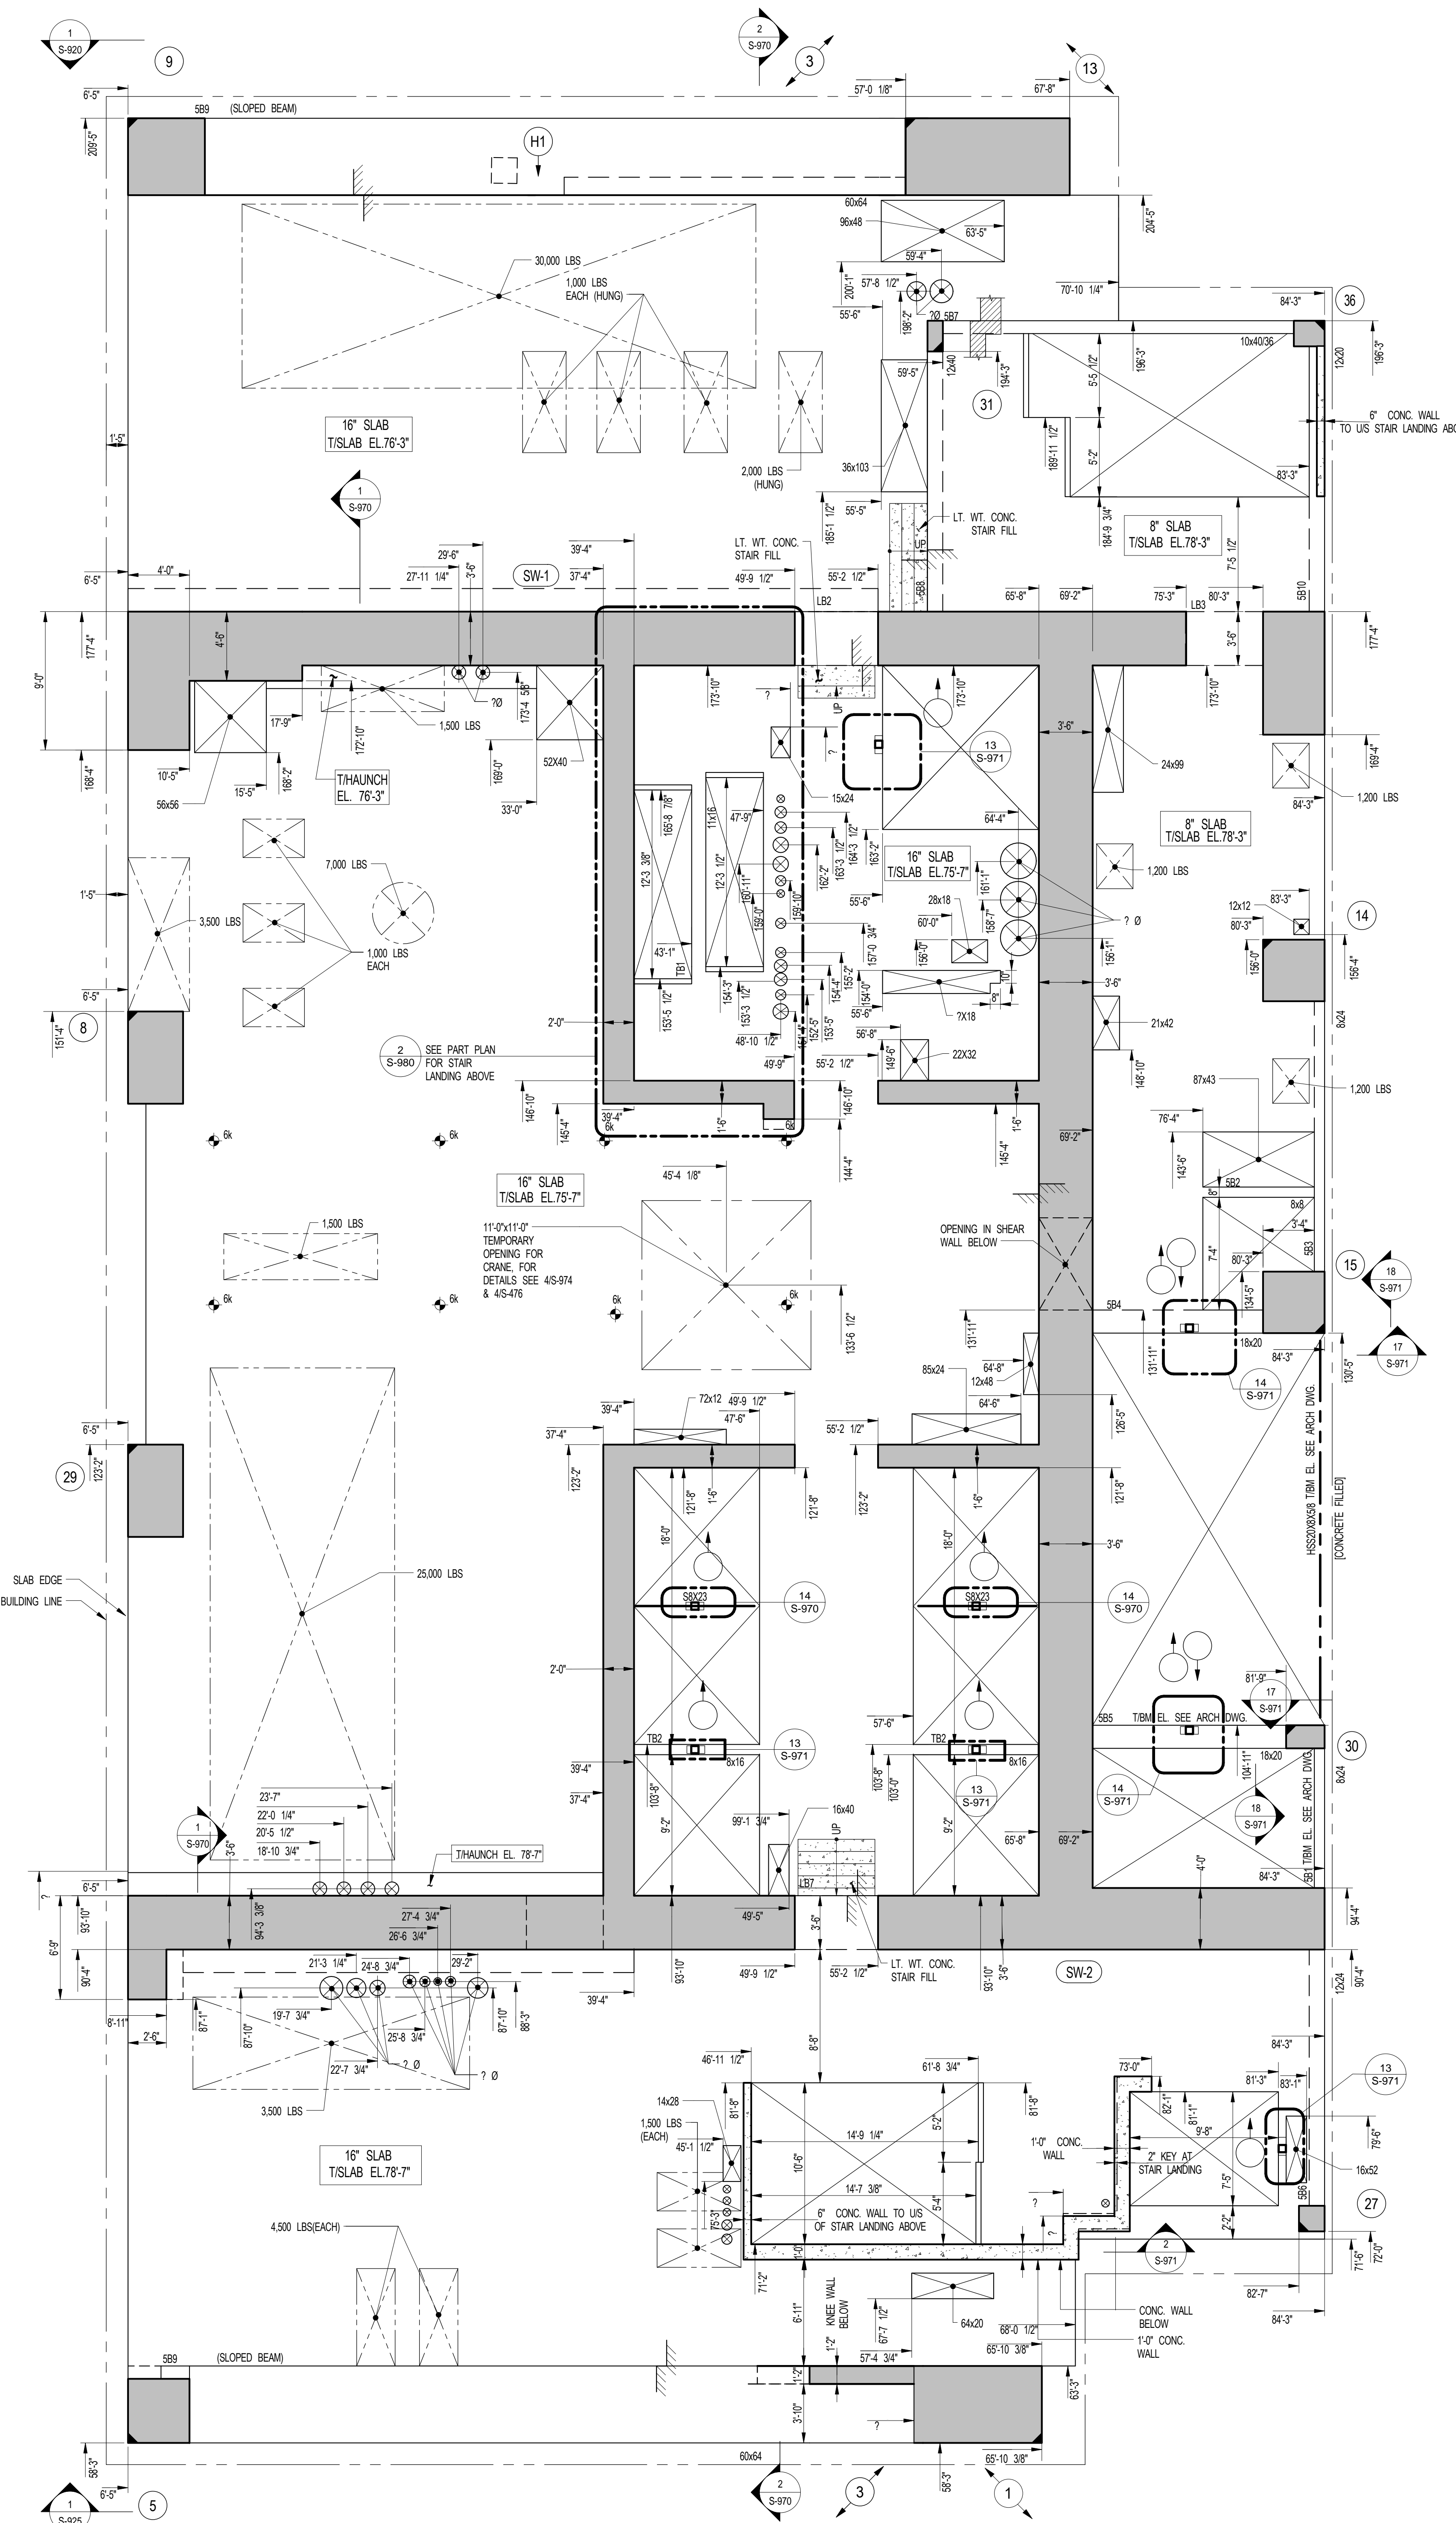 1
S-920
9
2
S-970
3
13
6'-5"
5B9 (SLOPED BEAM)
57'-0 1/8"
67'-8"
209'-5"
H1
60x64
96x48
63'-5"
204'-5"
59'-4"
57'-8 1/2"
200'-1"
70'-10 1/4"
84'-3"
36
30,000 LBS
1,000 LBS
EACH (HUNG)
55'-6"
198'-2"
?Ø
5B7
10x40/36
196'-3"
196'-3"
12x20
5'-5 1/2"
12x40
194'-3"
59'-5"
31
6" CONC. WALL
TO U/S STAIR LANDING ABO
16" SLAB
T/SLAB EL.76'-3"
1'-5"
189'-11 1/2"
5'-2"
36x103
2,000 LBS
(HUNG)
83'-3"
1
S-970
185'-1 1/2"
55'-5"
LT. WT. CONC.
STAIR FILL
184'-9 3/4"
8" SLAB
T/SLAB EL.78'-3"
7'-5 1/2"
LT. WT. CONC.
STAIR FILL
UP
39'-4"
29'-6"
3'-6"
27'-11 1/4"
SW-1
37'-4"
49'-9 1/2"
55'-2 1/2"
5B8
65'-8"
69'-2"
75'-3"
80'-3"
5B10
6'-5"
4'-0"
LB2
LB3
177'-4"
9'-0"
4'-6"
3'-6"
177'-4"
173'-10"
173'-10"
173'-10"
?
UP
17'-9"
172'-10"
?Ø
173'-4 5/8"
1,500 LBS
169'-0"
52X40
13
S-971
3'-6"
24x99
168'-4"
10'-5"
56x56
15'-5"
168'-2"
T/HAUNCH
EL. 76'-3"
33'-0"
?
15x24
169'-4"
1,200 LBS
84'-3"
165'-8 7/8"
11x16
47'-9"
164'-3 1/2"
163'-3 1/2"
163'-2"
162'-2"
64'-4"
16" SLAB
T/SLAB EL.75'-7"
8" SLAB
T/SLAB EL.78'-3"
12'-3 3/8"
12'-3 1/2"
160'-11"
159'-10"
159'-0"
161'-1"
158'-7"
1,200 LBS
7,000 LBS
1'-5"
3,500 LBS
55'-6"
28x18
60'-0"
156'-0"
? Ø
83'-3"
12x12
80'-3"
14
1,000 LBS
EACH
43'-1"
TB1
157'-0 3/4"
156'-1"
156'-0"
156'-4"
6'-5"
155'-2"
154'-4"
154'-3"
154'-0"
153'-5 1/2"
153'-3 1/2"
153'-5"
152'-5"
10"
8"
?X18
55'-6"
3'-6"
8
151'-4"
2'-0"
48'-10 1/2"
49'-9"
56'-8"
149'-6"
22X32
21x42
8x24
2
S-980
SEE PART PLAN
FOR STAIR
LANDING ABOVE
55'-2 1/2"
148'-10"
87x43
1,200 LBS
146'-10"
145'-4"
39'-4"
6k
1'-6"
6k
146'-10"
144'-4"
1'-6"
145'-4"
76'-4"
6k
6k
69'-2"
143'-6"
16" SLAB
T/SLAB EL.75'-7"
45'-4 1/8"
5B2
8"
8x8
3'-4"
1,500 LBS
11'-0"x11'-0"
TEMPORARY
OPENING FOR
CRANE, FOR
DETAILS SEE 4/S-974
& 4/S-476
OPENING IN SHEAR
WALL BELOW
7'-4"
80'-3"
5B3
15
18
S-971
6k
6k
6k
6k
133'-6 1/2"
131'-11"
5B4
131'-11"
134'-5"
18x20
84'-3"
17
S-971
130'-5"
85x24
64'-8"
12x48
64'-6"
14
S-971
126'-5"
72x12
49'-9 1/2"
47'-6"
39'-4"
37'-4"
55'-2 1/2"
6'-5"
29
123'-2"
123'-2"
121'-8"
1'-6"
121'-8"
123'-2"
1'-6"
121'-8"
HSS20X8X5/8 T/BM EL. SEE ARCH DWG.
[CONCRETE FILLED]
18'-0"
18'-0"
3'-6"
SLAB EDGE
BUILDING LINE
25,000 LBS
S8X23
14
S-970
S8X23
14
S-970
2'-0"
57'-6"
81'-9"
17
S-971
TB2
8x16
13
S-971
TB2
8x16
5B5 T/BM EL. SEE ARCH DWG.
30
39'-4"
37'-4"
103'-8"
103'-8"
103'-0"
13
S-971
18x20
104'-11"
8x24
14
S-971
23'-7"
22'-0 1/4"
20'-5 1/2"
18'-10 3/4"
9'-2"
99'-1 3/4"
16x40
9'-2"
65'-8"
69'-2"
18
S-971
5B1 T/BM EL. SEE ARCH DWG.
1
S-970
3'-6"
T/HAUNCH EL. 78'-7"
UP
LB7
4'-0"
84'-3"
?
6'-5"
93'-10"
94'-3 3/8"
27'-4 3/4"
26'-6 3/4"
49'-5"
3'-6"
94'-4"
6'-9"
90'-4"
21'-3 1/4"
24'-8 3/4"
29'-2"
93'-10"
49'-9 1/2"
55'-2 1/2"
LT. WT. CONC.
STAIR FILL
93'-10"
3'-6"
SW-2
12x24
90'-4"
8'-11"
2'-6"
87'-1"
87'-10"
19'-7 3/4"
25'-8 3/4"
22'-7 3/4"
87'-10"
88'-3"
39'-4"
? Ø
? Ø
8'-8"
84'-3"
3,500 LBS
46'-11 1/2"
61'-8 3/4"
73'-0"
81'-3"
83'-1"
13
S-971
14x28
81'-8"
5'-2"
81'-8"
82'-1"
81'-1"
1,500 LBS
(EACH)
45'-1 1/2"
14'-9 1/4"
10'-6"
1'-0" CONC.
WALL
9'-8"
2" KEY AT
STAIR LANDING
79'-6"
16" SLAB
T/SLAB EL.78'-7"
14'-7 3/8"
5'-4"
?
7'-5"
16x52
5B6
4,500 LBS(EACH)
75'-3"
6" CONC. WALL TO U/S
OF STAIR LANDING ABOVE
?
2'-2"
27
1'-0"
71'-2"
2
S-971
71'-6"
72'-0"
82'-7"
84'-3"
6'-11"
1'-2" KNEE WALL
BELOW
67'-7 1/2"
64x20
68'-0 1/2"
65'-10 3/8"
CONC. WALL
BELOW
1'-0" CONC.
WALL
5B9 (SLOPED BEAM)
57'-4 3/4"
1'-2"
63'-3"
3'-10"
?
58'-3"
6'-5"
60x64
58'-3"
65'-10 3/8"
1
S-925
5
2
S-970
3
1